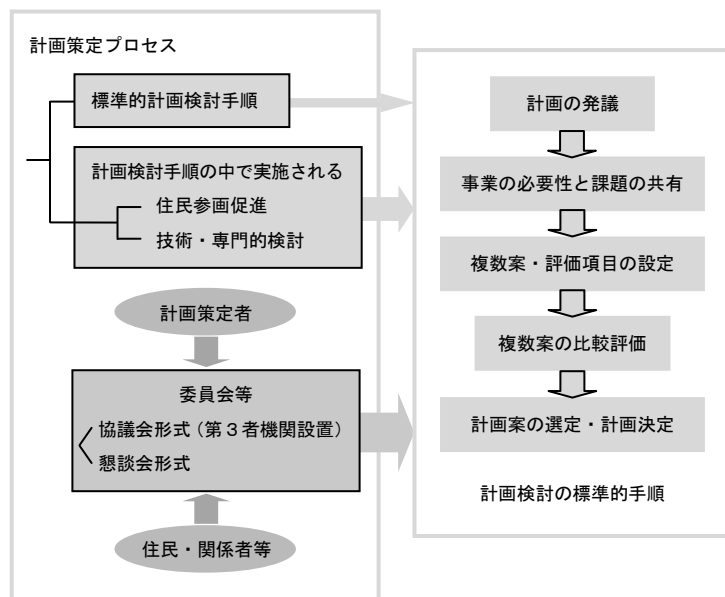 計画策定プロセス
標準的計画検討手順
計画検討手順の中で実施される
住民参画促進
技術・専門的検討
計画策定者
委員会等
協議会形式（第３者機関設置）
懇談会形式
住民・関係者等
計画の発議
事業の必要性と課題の共有
複数案・評価項目の設定
複数案の比較評価
計画案の選定・計画決定
計画検討の標準的手順